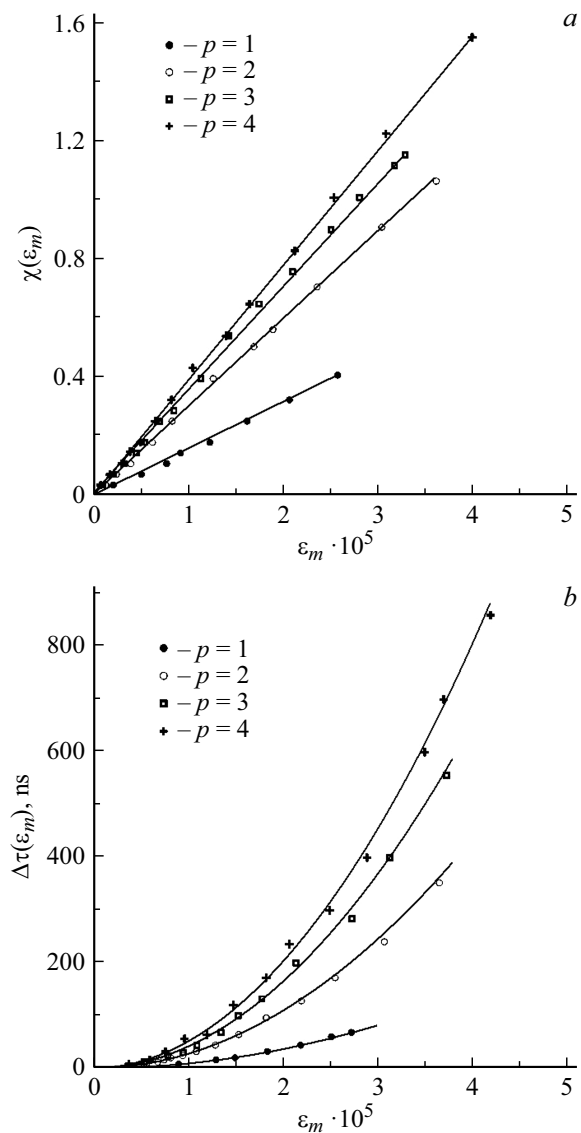 a
1.6
1.2
0.8
0.4
0
χ(εm)
– p = 1
– p = 2
– p = 3
– p = 4
0 1 2 3 4 5
εm · 10^5
b
800
600
400
200
0
Δτ(εm), ns
– p = 1
– p = 2
– p = 3
– p = 4
0 1 2 3 4 5
εm · 10^5